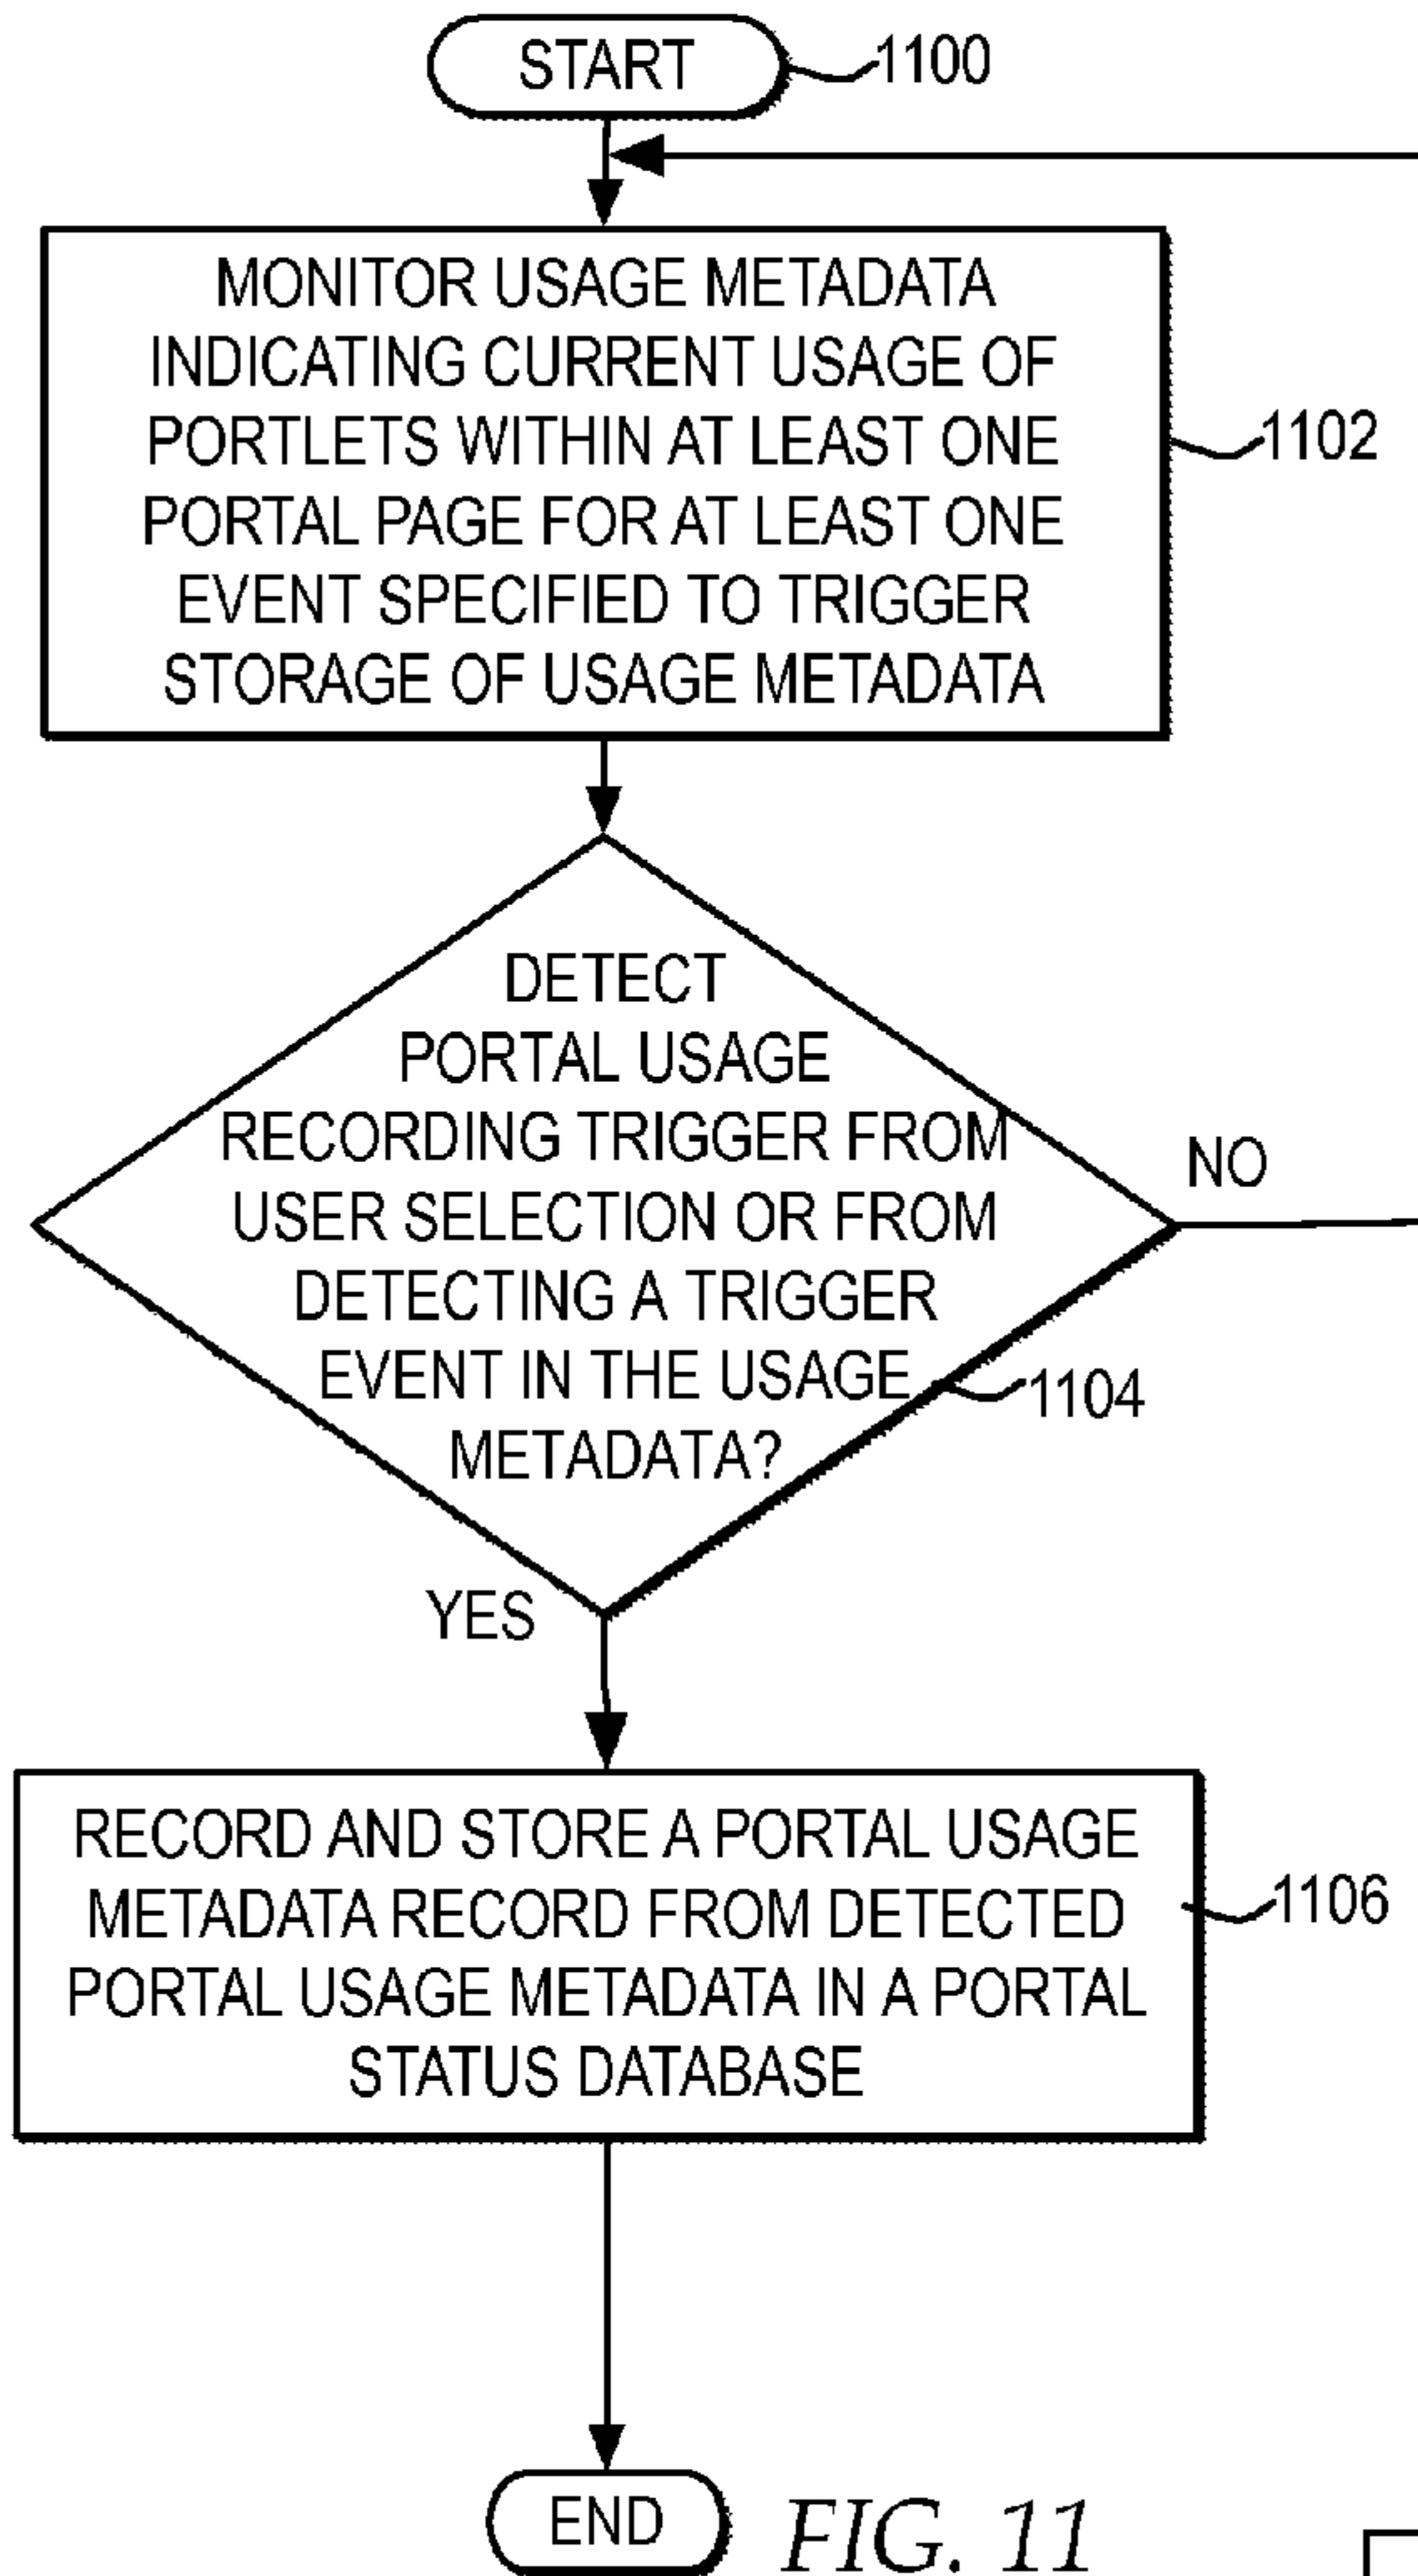 START
1100
MONITOR USAGE METADATA
INDICATING CURRENT USAGE OF
PORTLETS WITHIN AT LEAST ONE
PORTAL PAGE FOR AT LEAST ONE
EVENT SPECIFIED TO TRIGGER
STORAGE OF USAGE METADATA
1102
DETECT
PORTAL USAGE
RECORDING TRIGGER FROM
USER SELECTION OR FROM
DETECTING A TRIGGER
EVENT IN THE USAGE
METADATA?
NO
1104
YES
RECORD AND STORE A PORTAL USAGE
METADATA RECORD FROM DETECTED
PORTAL USAGE METADATA IN A PORTAL
STATUS DATABASE
1106
END
FIG. 11